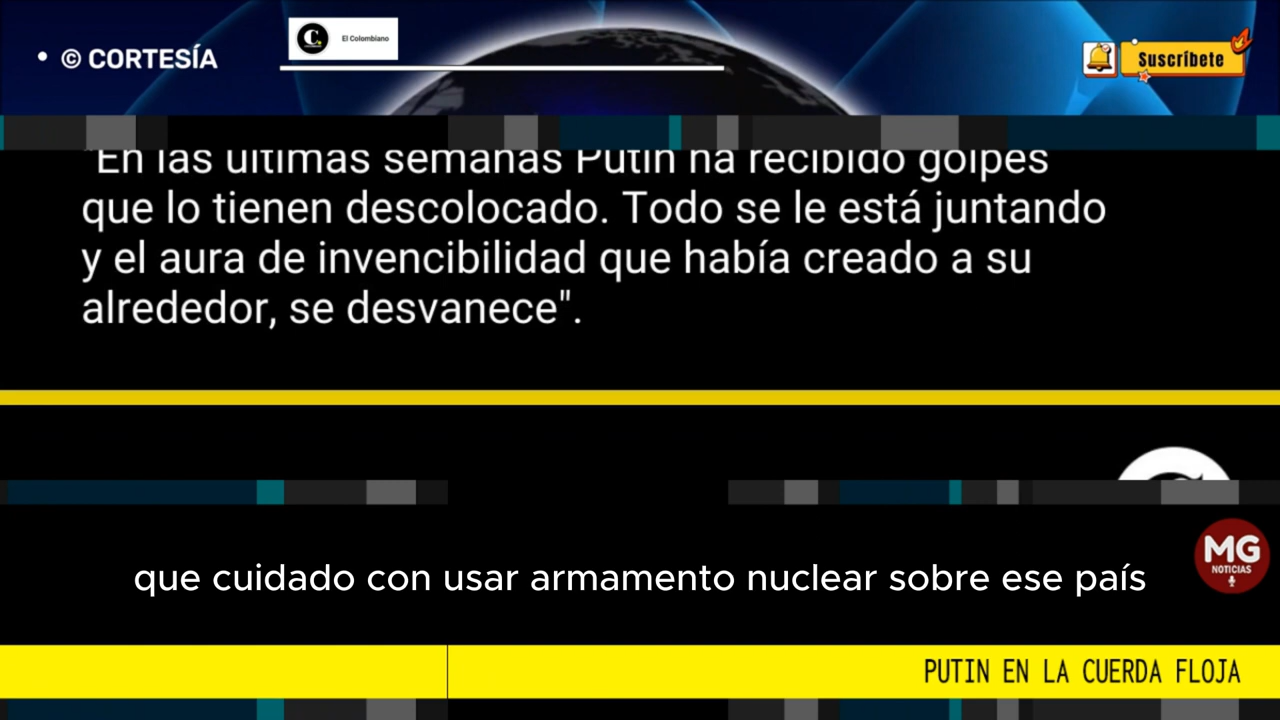 • © CORTESÍA
El Colombiano
Suscríbete
"En las últimas semanas Putin ha recibido golpes
que lo tienen descolocado. Todo se le está juntando
y el aura de invencibilidad que había creado a su
alrededor, se desvanece".
MG
NOTICIAS
que cuidado con usar armamento nuclear sobre ese país
PUTIN EN LA CUERDA FLOJA